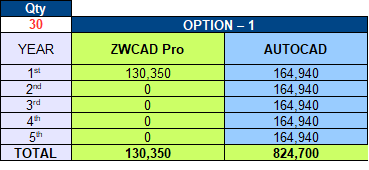 Qty
30 OPTION – 1
YEAR ZWCAD Pro AUTOCAD
1st 130,350 164,940
2nd 0 164,940
3rd 0 164,940
4th 0 164,940
5th 0 164,940
TOTAL 130,350 824,700